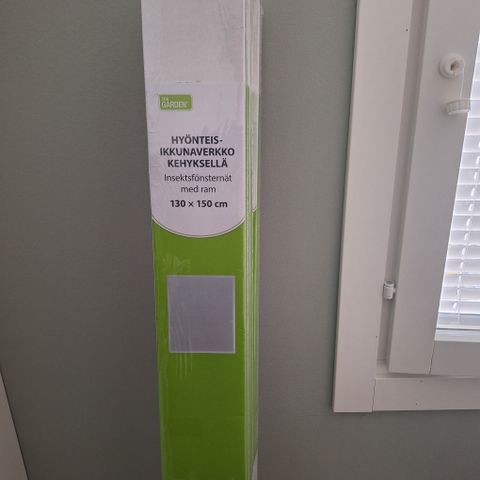 GARDEN
HYÖNTEIS-
IKKUNAVERKKO
KEHYKSELLÄ
Insektsfönsternät
med ram
130 × 150 cm